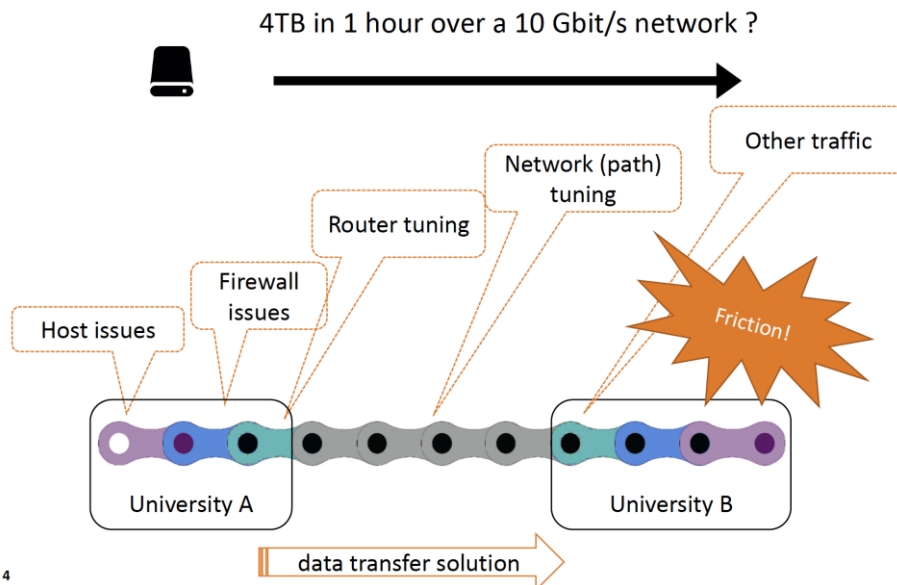 4TB in 1 hour over a 10 Gbit/s network ?
Other traffic
Network (path)
tuning
Router tuning
Firewall
issues
Host issues
Friction!
University A
University B
data transfer solution
4